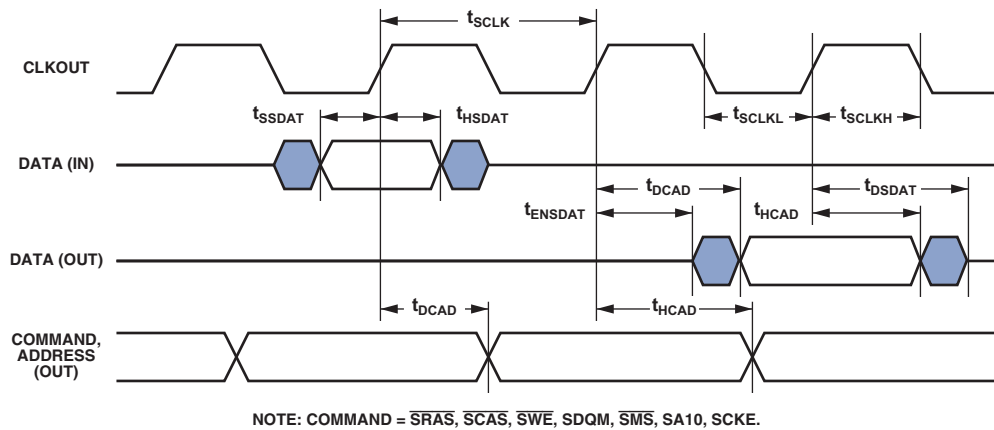 tSCLK
CLKOUT
tSSDAT
tHSDAT
tSCLKL
tSCLKH
DATA (IN)
tDCAD
tDSDAT
tENSDAT
tHCAD
DATA (OUT)
tDCAD
tHCAD
COMMAND,
ADDRESS
(OUT)
NOTE: COMMAND = SRAS, SCAS, SWE, SDQM, SMS, SA10, SCKE.